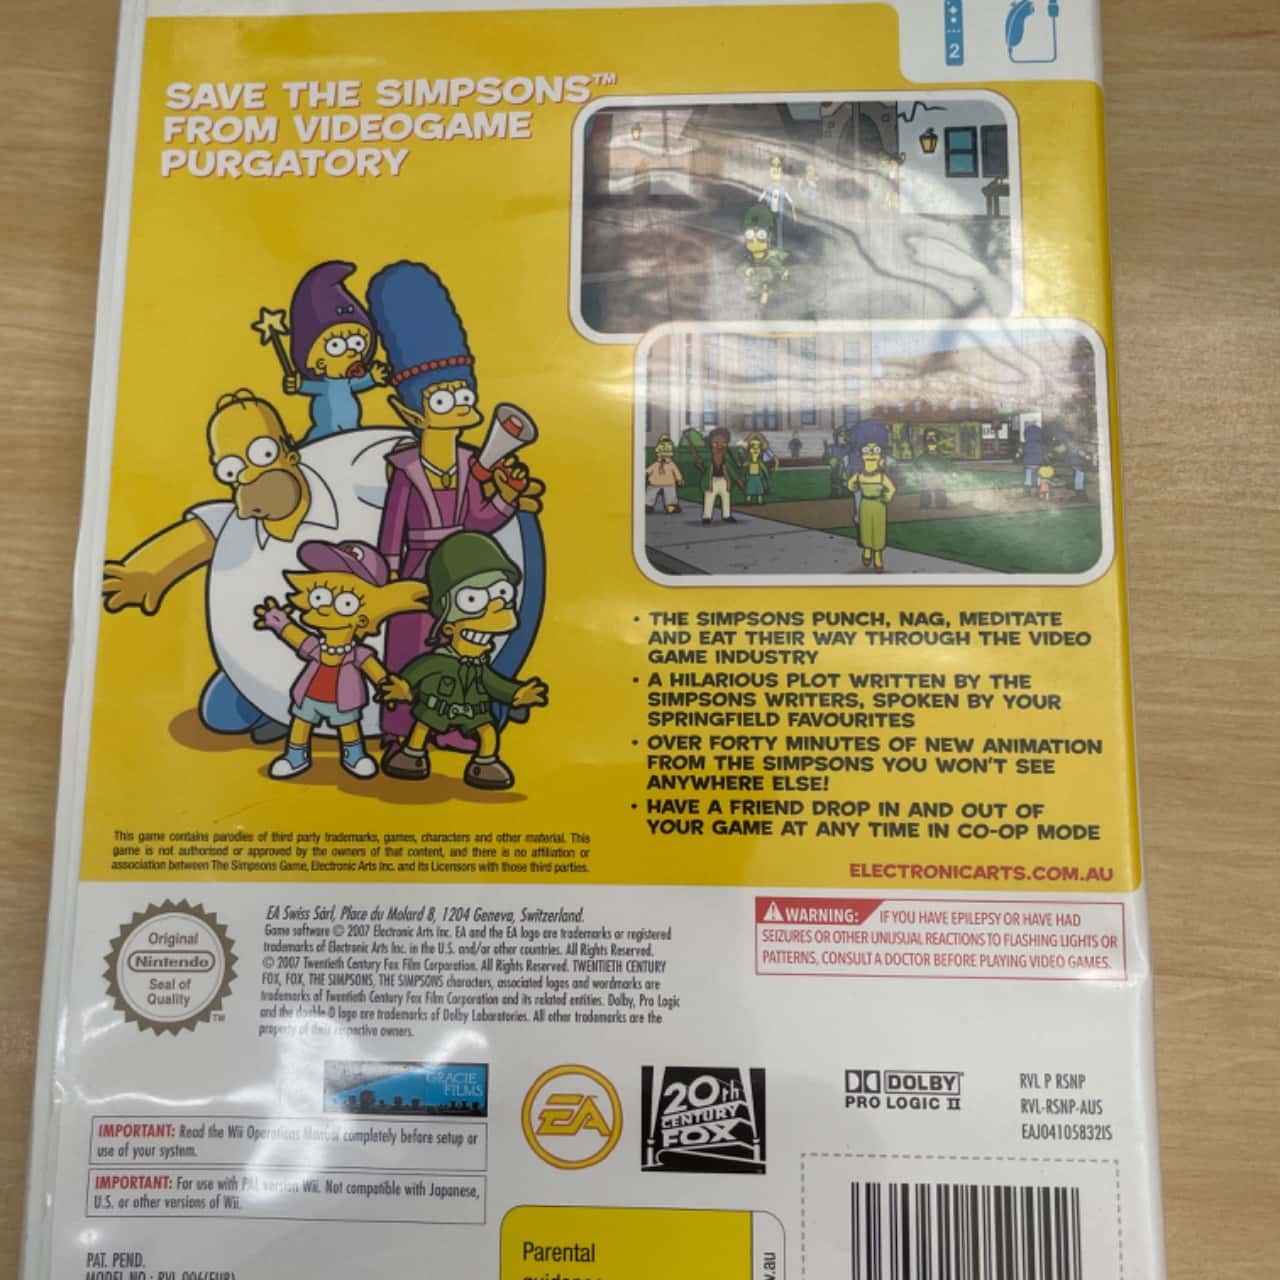 2
SAVE THE SIMPSONS™
FROM VIDEOGAME
PURGATORY
• THE SIMPSONS PUNCH, NAG, MEDITATE
AND EAT THEIR WAY THROUGH THE VIDEO
GAME INDUSTRY
• A HILARIOUS PLOT WRITTEN BY THE
SIMPSONS WRITERS, SPOKEN BY YOUR
SPRINGFIELD FAVOURITES
• OVER FORTY MINUTES OF NEW ANIMATION
FROM THE SIMPSONS YOU WON'T SEE
ANYWHERE ELSE!
• HAVE A FRIEND DROP IN AND OUT OF
YOUR GAME AT ANY TIME IN CO-OP MODE
This game contains parodies of third party trademarks, games, characters and other material. This
game is not authorised or approved by the owners of that content, and there is no affiliation or
association between The Simpsons Game, Electronic Arts Inc. and its Licensors with those third parties.
ELECTRONICARTS.COM.AU
Original
Nintendo
Seal of
Quality
TM
EA Swiss Sàrl, Place du Molard 8, 1204 Geneva, Switzerland.
Game software © 2007 Electronic Arts Inc. EA and the EA logo are trademarks or registered
trademarks of Electronic Arts Inc. in the U.S. and/or other countries. All Rights Reserved.
© 2007 Twentieth Century Fox Film Corporation. All Rights Reserved. TWENTIETH CENTURY
FOX, FOX, THE SIMPSONS, THE SIMPSONS characters, associated logos and wordmarks are
trademarks of Twentieth Century Fox Film Corporation and its related entities. Dolby, Pro Logic
and the double-D logo are trademarks of Dolby Laboratories. All other trademarks are the
property of their respective owners.
WARNING: IF YOU HAVE EPILEPSY OR HAVE HAD
SEIZURES OR OTHER UNUSUAL REACTIONS TO FLASHING LIGHTS OR
PATTERNS, CONSULT A DOCTOR BEFORE PLAYING VIDEO GAMES.
GRACIE
FILMS
EA
20th
CENTURY
FOX
DOLBY
PRO LOGIC II
RVL P RSNP
RVL-RSNP-AUS
EAJ04105832IS
IMPORTANT: Read the Wii Operations Manual completely before setup or
use of your system.
IMPORTANT: For use with PAL version Wii. Not compatible with Japanese,
U.S. or other versions of Wii.
PAT. PEND.
MODEL NO.: RVL-006(EUR)
Parental
guidance
v.au